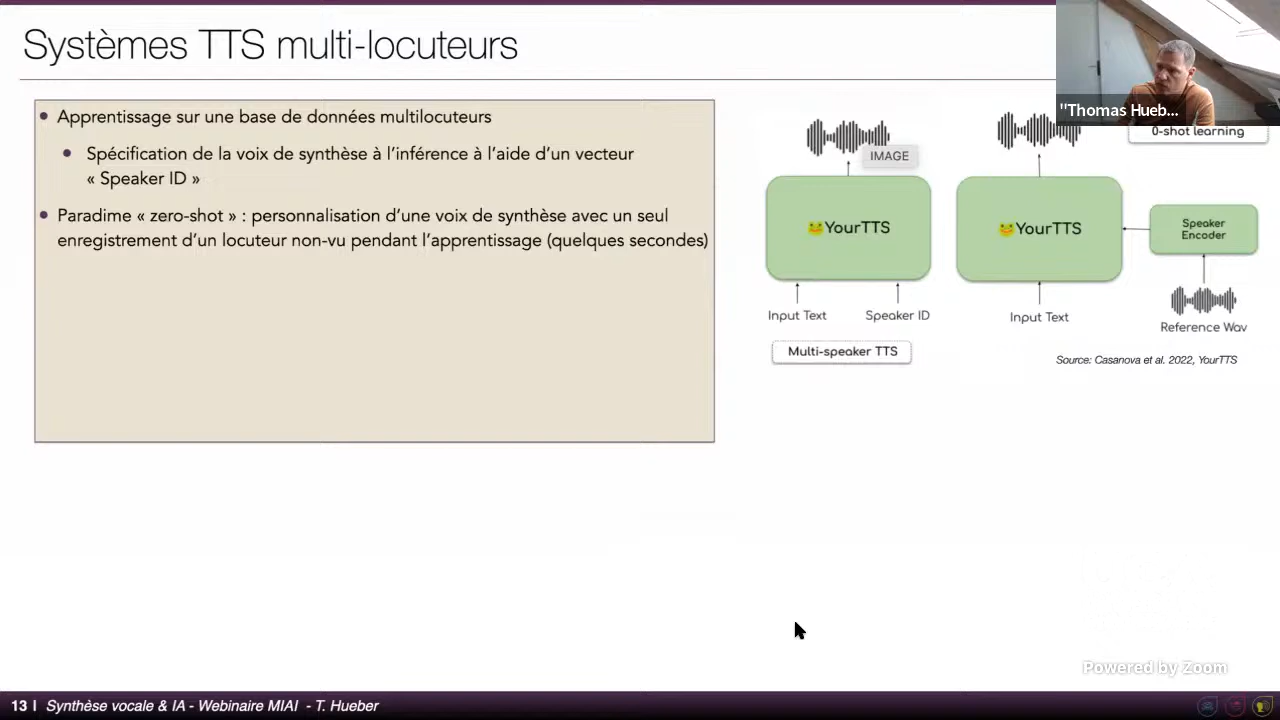 Systèmes TTS multi-locuteurs
"Thomas Hueb...
Apprentissage sur une base de données multilocuteurs
Spécification de la voix de synthèse à l'inférence à l'aide d'un vecteur
« Speaker ID »
Paradime « zero-shot » : personnalisation d'une voix de synthèse avec un seul
enregistrement d'un locuteur non-vu pendant l'apprentissage (quelques secondes)
IMAGE
YourTTS
Input Text
Speaker ID
Multi-speaker TTS
0-shot learning
YourTTS
Speaker
Encoder
Input Text
Reference Wav
Source: Casanova et al. 2022, YourTTS
Powered by Zoom
13 I Synthèse vocale & IA - Webinaire MIAI - T. Hueber